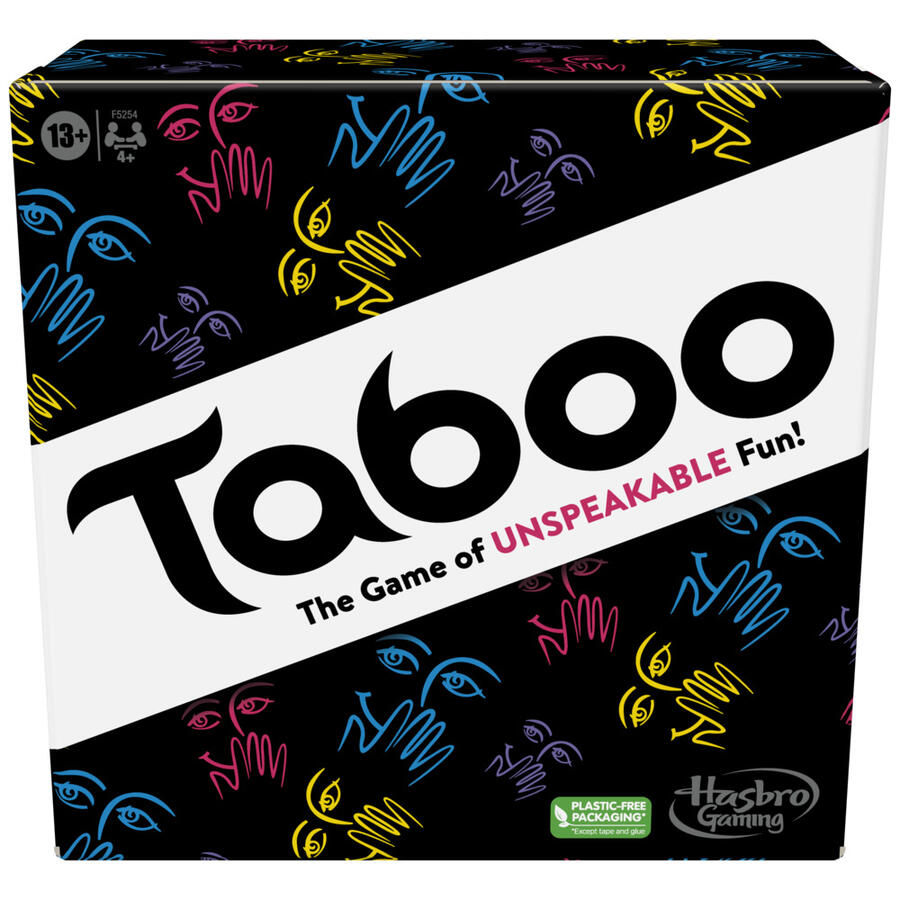 13+
F5254
4+
Taboo
The Game of UNSPEAKABLE Fun!
PLASTIC-FREE
PACKAGING*
*Except tape and glue
Hasbro
Gaming